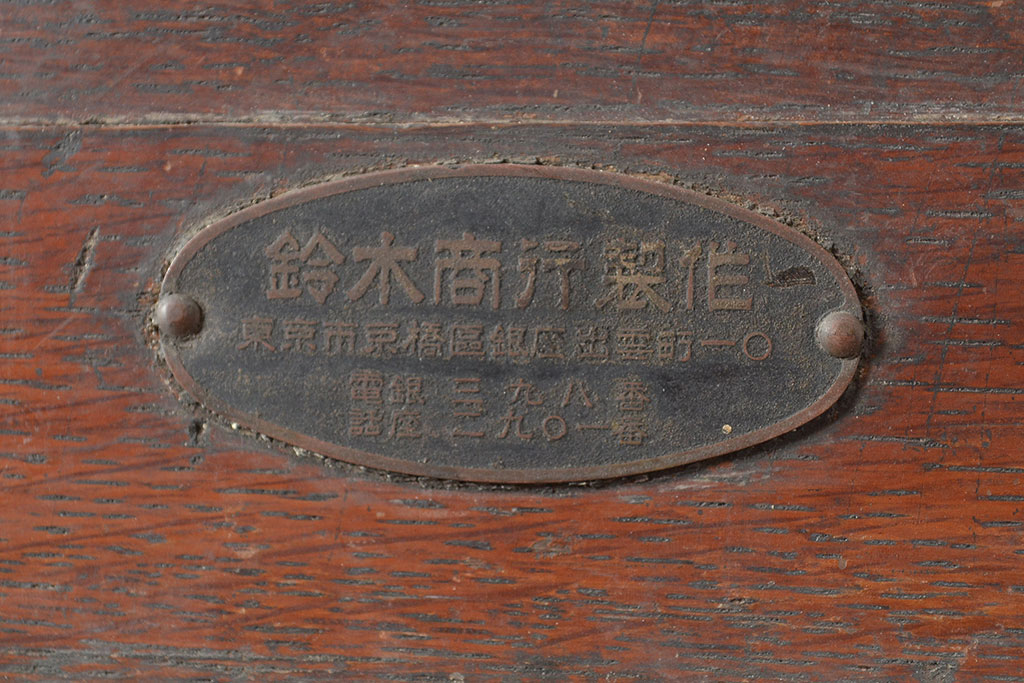 鈴木商行製作
東京市京橋區銀座出雲町一〇
電銀 三九八番
話座 二九〇一番